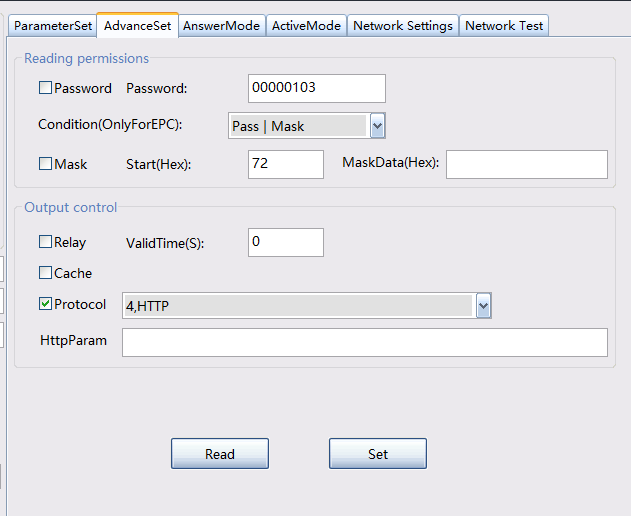 ParameterSet AdvanceSet AnswerMode ActiveMode Network Settings Network Test
Reading permissions
Password Password: 00000103
Condition(OnlyForEPC): Pass | Mask
Mask Start(Hex): 72 MaskData(Hex):
Output control
Relay ValidTime(S): 0
Cache
Protocol 4,HTTP
HttpParam
Read Set